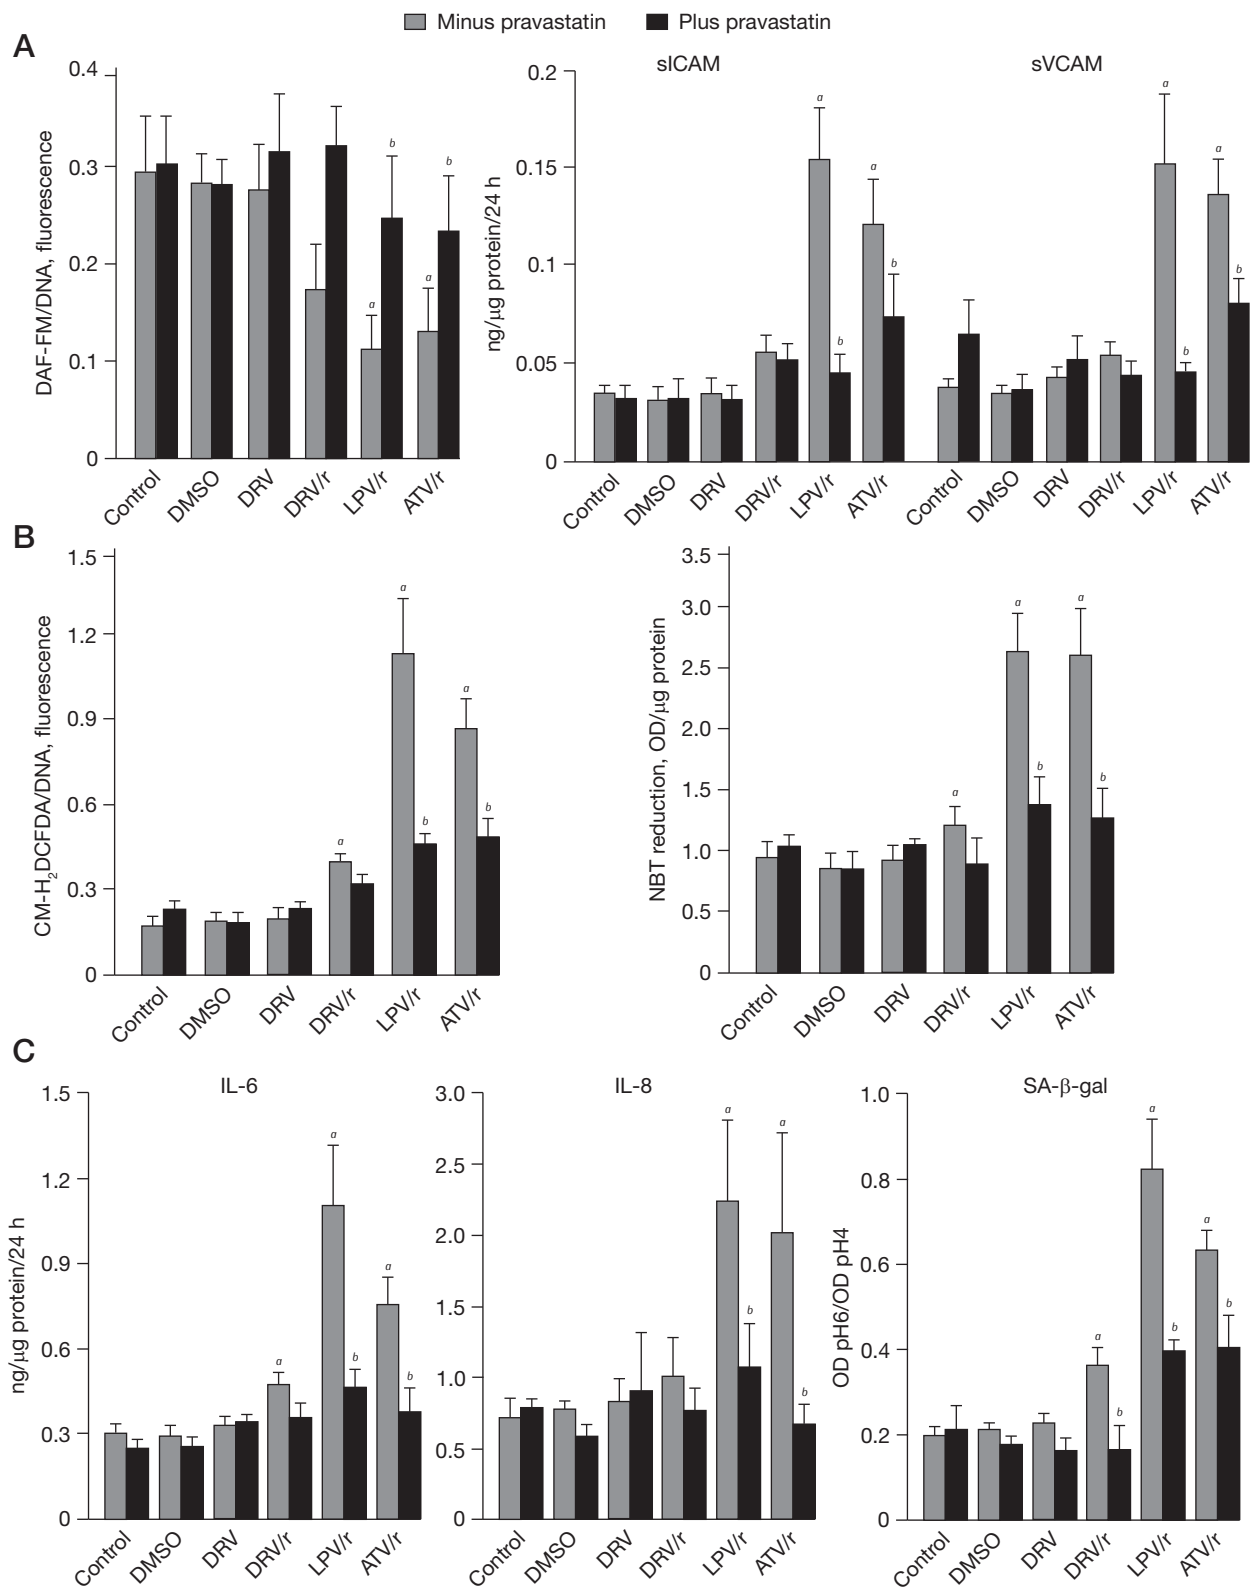 Minus pravastatin Plus pravastatin
A
DAF-FM/DNA, fluorescence
0.4
0.3
0.2
0.1
0
a
b
a
b
Control DMSO DRV DRV/r LPV/r ATV/r
sICAM sVCAM
ng/μg protein/24 h
0.2
0.15
0.1
0.05
0
a
b
a
b
a
b
a
b
Control DMSO DRV DRV/r LPV/r ATV/r Control DMSO DRV DRV/r LPV/r ATV/r
B
CM-H₂DCFDA/DNA, fluorescence
1.5
1.2
0.9
0.6
0.3
0
a
a
b
a
b
Control DMSO DRV DRV/r LPV/r ATV/r
NBT reduction, OD/μg protein
3.5
3.0
2.5
2.0
1.5
1.0
0.5
0
a
a
b
a
b
Control DMSO DRV DRV/r LPV/r ATV/r
C
IL-6
ng/μg protein/24 h
1.5
1.2
0.9
0.6
0.3
0
a
a
b
a
b
Control DMSO DRV DRV/r LPV/r ATV/r
IL-8
3.0
2.5
2.0
1.5
1.0
0.5
0
a
b
a
b
Control DMSO DRV DRV/r LPV/r ATV/r
SA-β-gal
OD pH6/OD pH4
1.0
0.8
0.6
0.4
0.2
0
a
b
a
b
a
b
Control DMSO DRV DRV/r LPV/r ATV/r